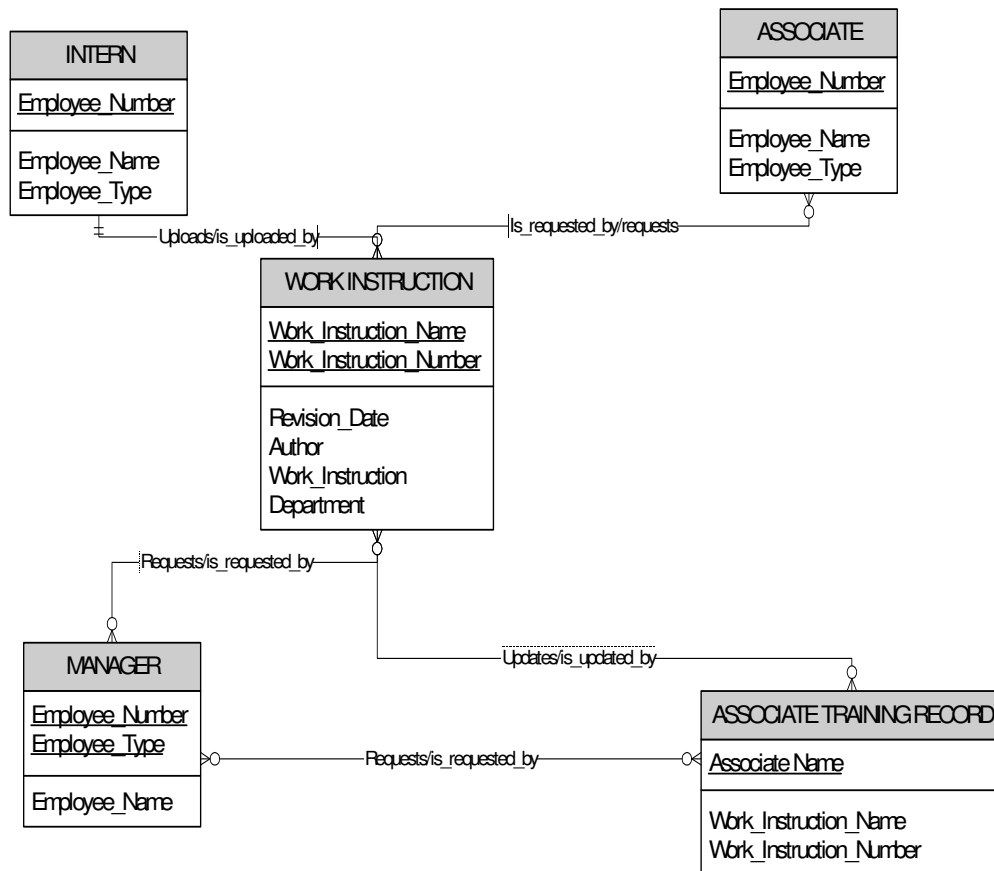 INTERN
Employee_Number
Employee_Name
Employee_Type
ASSOCIATE
Employee_Number
Employee_Name
Employee_Type
Uploads/is_uploaded_by
Is_requested_by/requests
WORK INSTRUCTION
Work_Instruction_Name
Work_Instruction_Number
Revision_Date
Author
Work_Instruction
Department
Requests/is_requested_by
Updates/is_updated_by
MANAGER
Employee_Number
Employee_Type
Employee_Name
Requests/is_requested_by
ASSOCIATE TRAINING RECORD
Associate Name
Work_Instruction_Name
Work_Instruction_Number